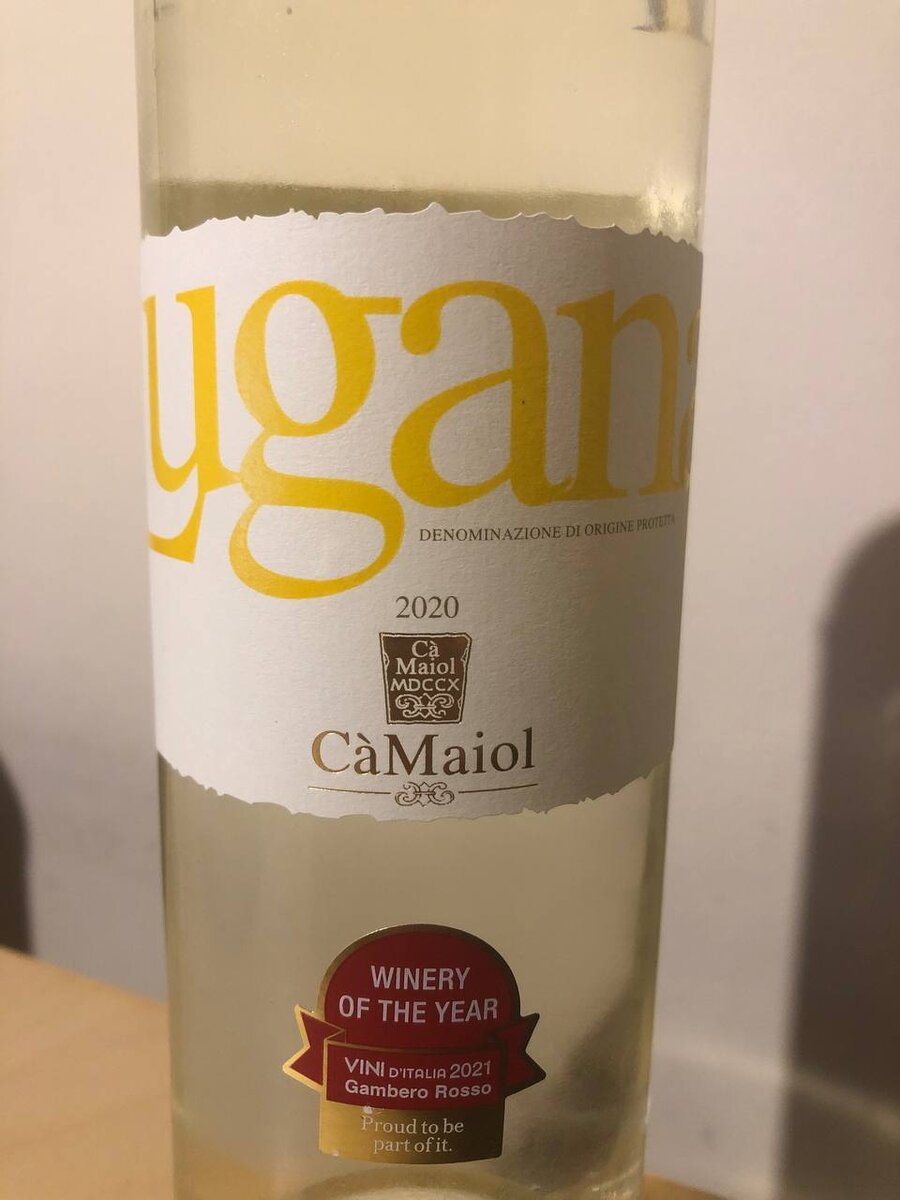 Lugana
DENOMINAZIONE DI ORIGINE PROTETTA
2020
Cà
Maiol
MDCCX
CàMaiol
WINERY
OF THE YEAR
VINI D'ITALIA 2021
Gambero Rosso
Proud to be
part of it.